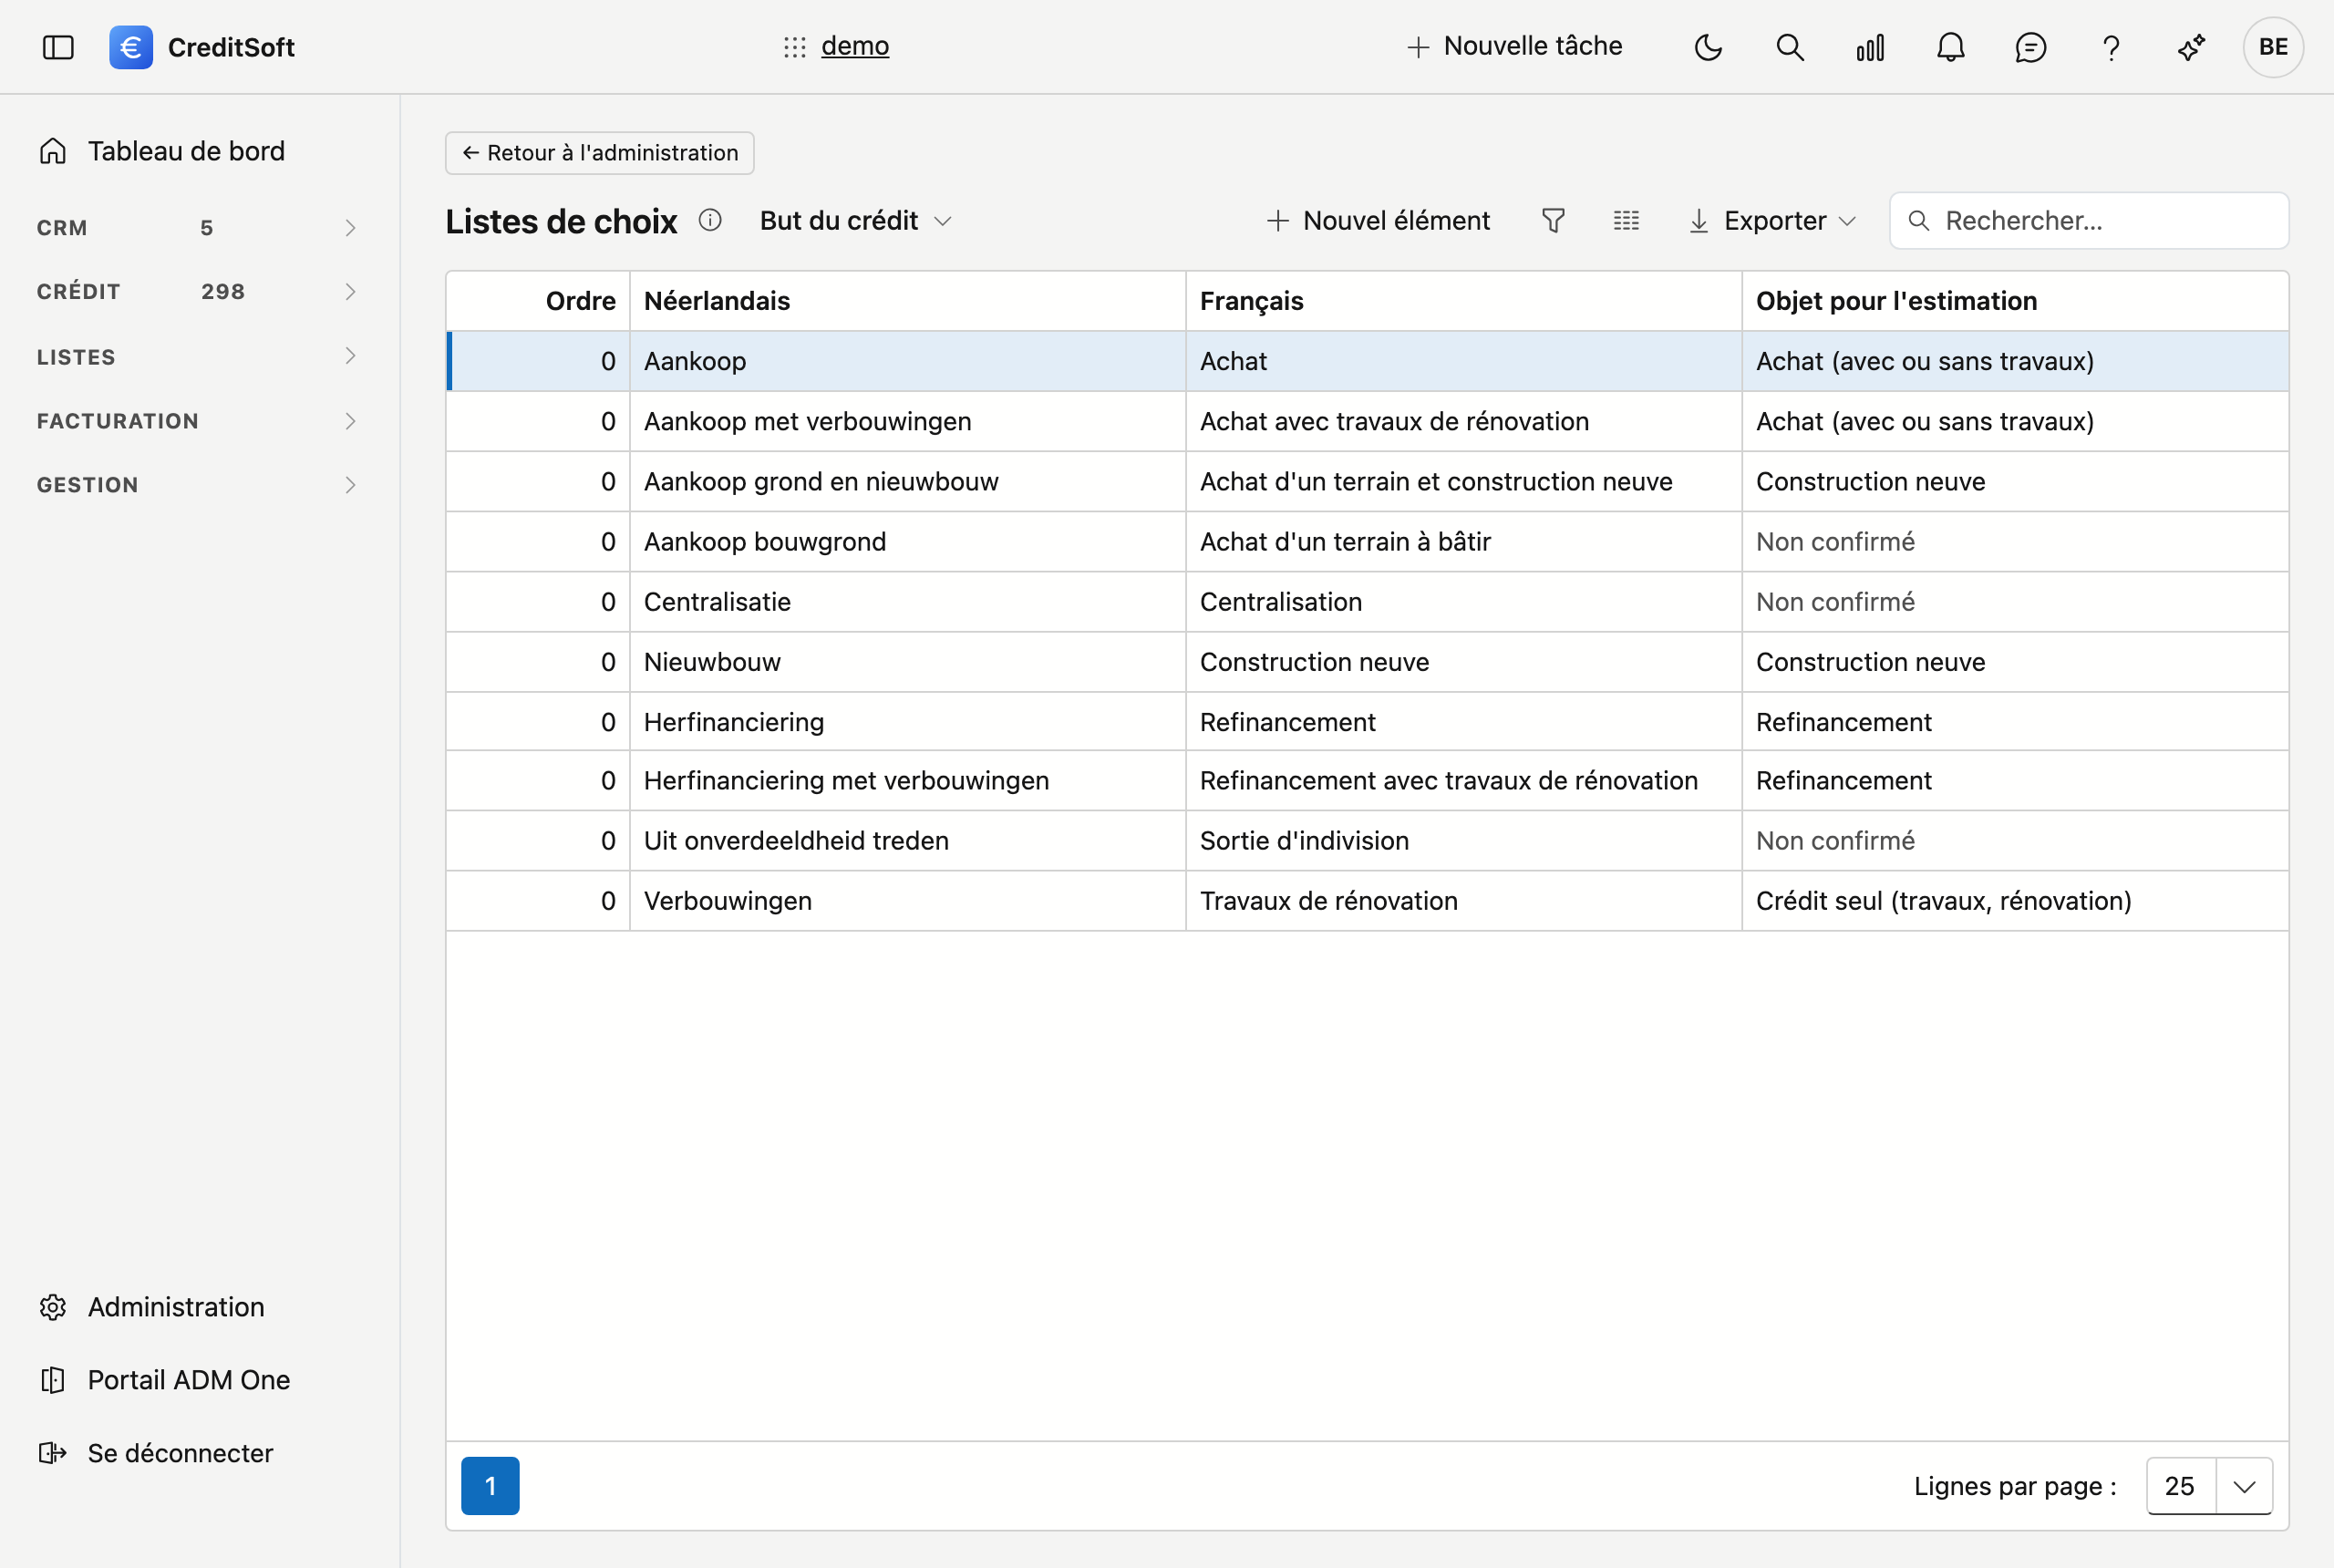 CreditSoft
demo
Nouvelle tâche
BE
Tableau de bord
CRM 5
CRÉDIT 298
LISTES
FACTURATION
GESTION
Administration
Portail ADM One
Se déconnecter
← Retour à l'administration
Listes de choix But du crédit
Nouvel élément Exporter Rechercher...
Ordre Néerlandais Français Objet pour l'estimation
0 Aankoop Achat Achat (avec ou sans travaux)
0 Aankoop met verbouwingen Achat avec travaux de rénovation Achat (avec ou sans travaux)
0 Aankoop grond en nieuwbouw Achat d'un terrain et construction neuve Construction neuve
0 Aankoop bouwgrond Achat d'un terrain à bâtir Non confirmé
0 Centralisatie Centralisation Non confirmé
0 Nieuwbouw Construction neuve Construction neuve
0 Herfinanciering Refinancement Refinancement
0 Herfinanciering met verbouwingen Refinancement avec travaux de rénovation Refinancement
0 Uit onverdeeldheid treden Sortie d'indivision Non confirmé
0 Verbouwingen Travaux de rénovation Crédit seul (travaux, rénovation)
1 Lignes par page : 25